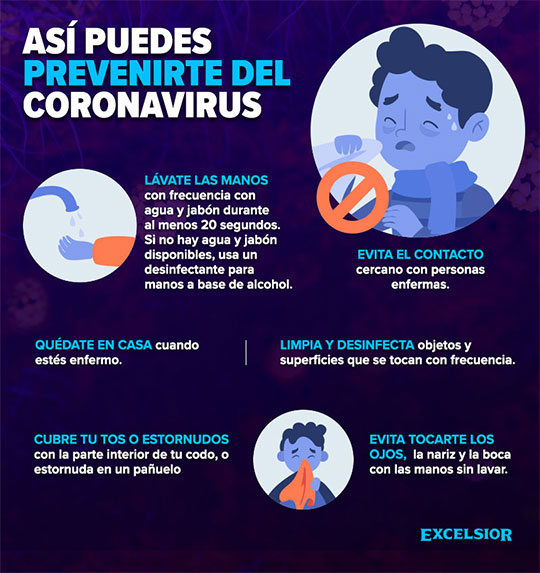 ASÍ PUEDES
PREVENIRTE DEL
CORONAVIRUS
LÁVATE LAS MANOS
con frecuencia con
agua y jabón durante
al menos 20 segundos.
Si no hay agua y jabón
disponibles, usa un
desinfectante para
manos a base de alcohol.
EVITA EL CONTACTO
cercano con personas
enfermas.
QUÉDATE EN CASA cuando
estés enfermo.
LIMPIA Y DESINFECTA objetos y
superficies que se tocan con frecuencia.
CUBRE TU TOS O ESTORNUDOS
con la parte interior de tu codo, o
estornuda en un pañuelo
EVITA TOCARTE LOS
OJOS, la nariz y la boca
con las manos sin lavar.
EXCELSIOR